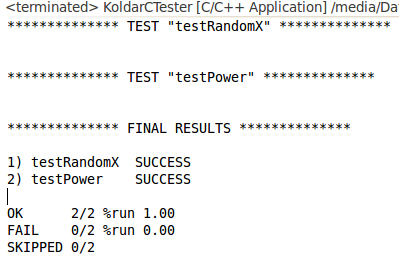 <terminated> KoldarCTester [C/C++ Application] /media/Da
************** TEST "testRandomX" **************
************** TEST "testPower" **************
************** FINAL RESULTS **************
1) testRandomX  SUCCESS
2) testPower    SUCCESS
OK      2/2 %run 1.00
FAIL    0/2 %run 0.00
SKIPPED 0/2